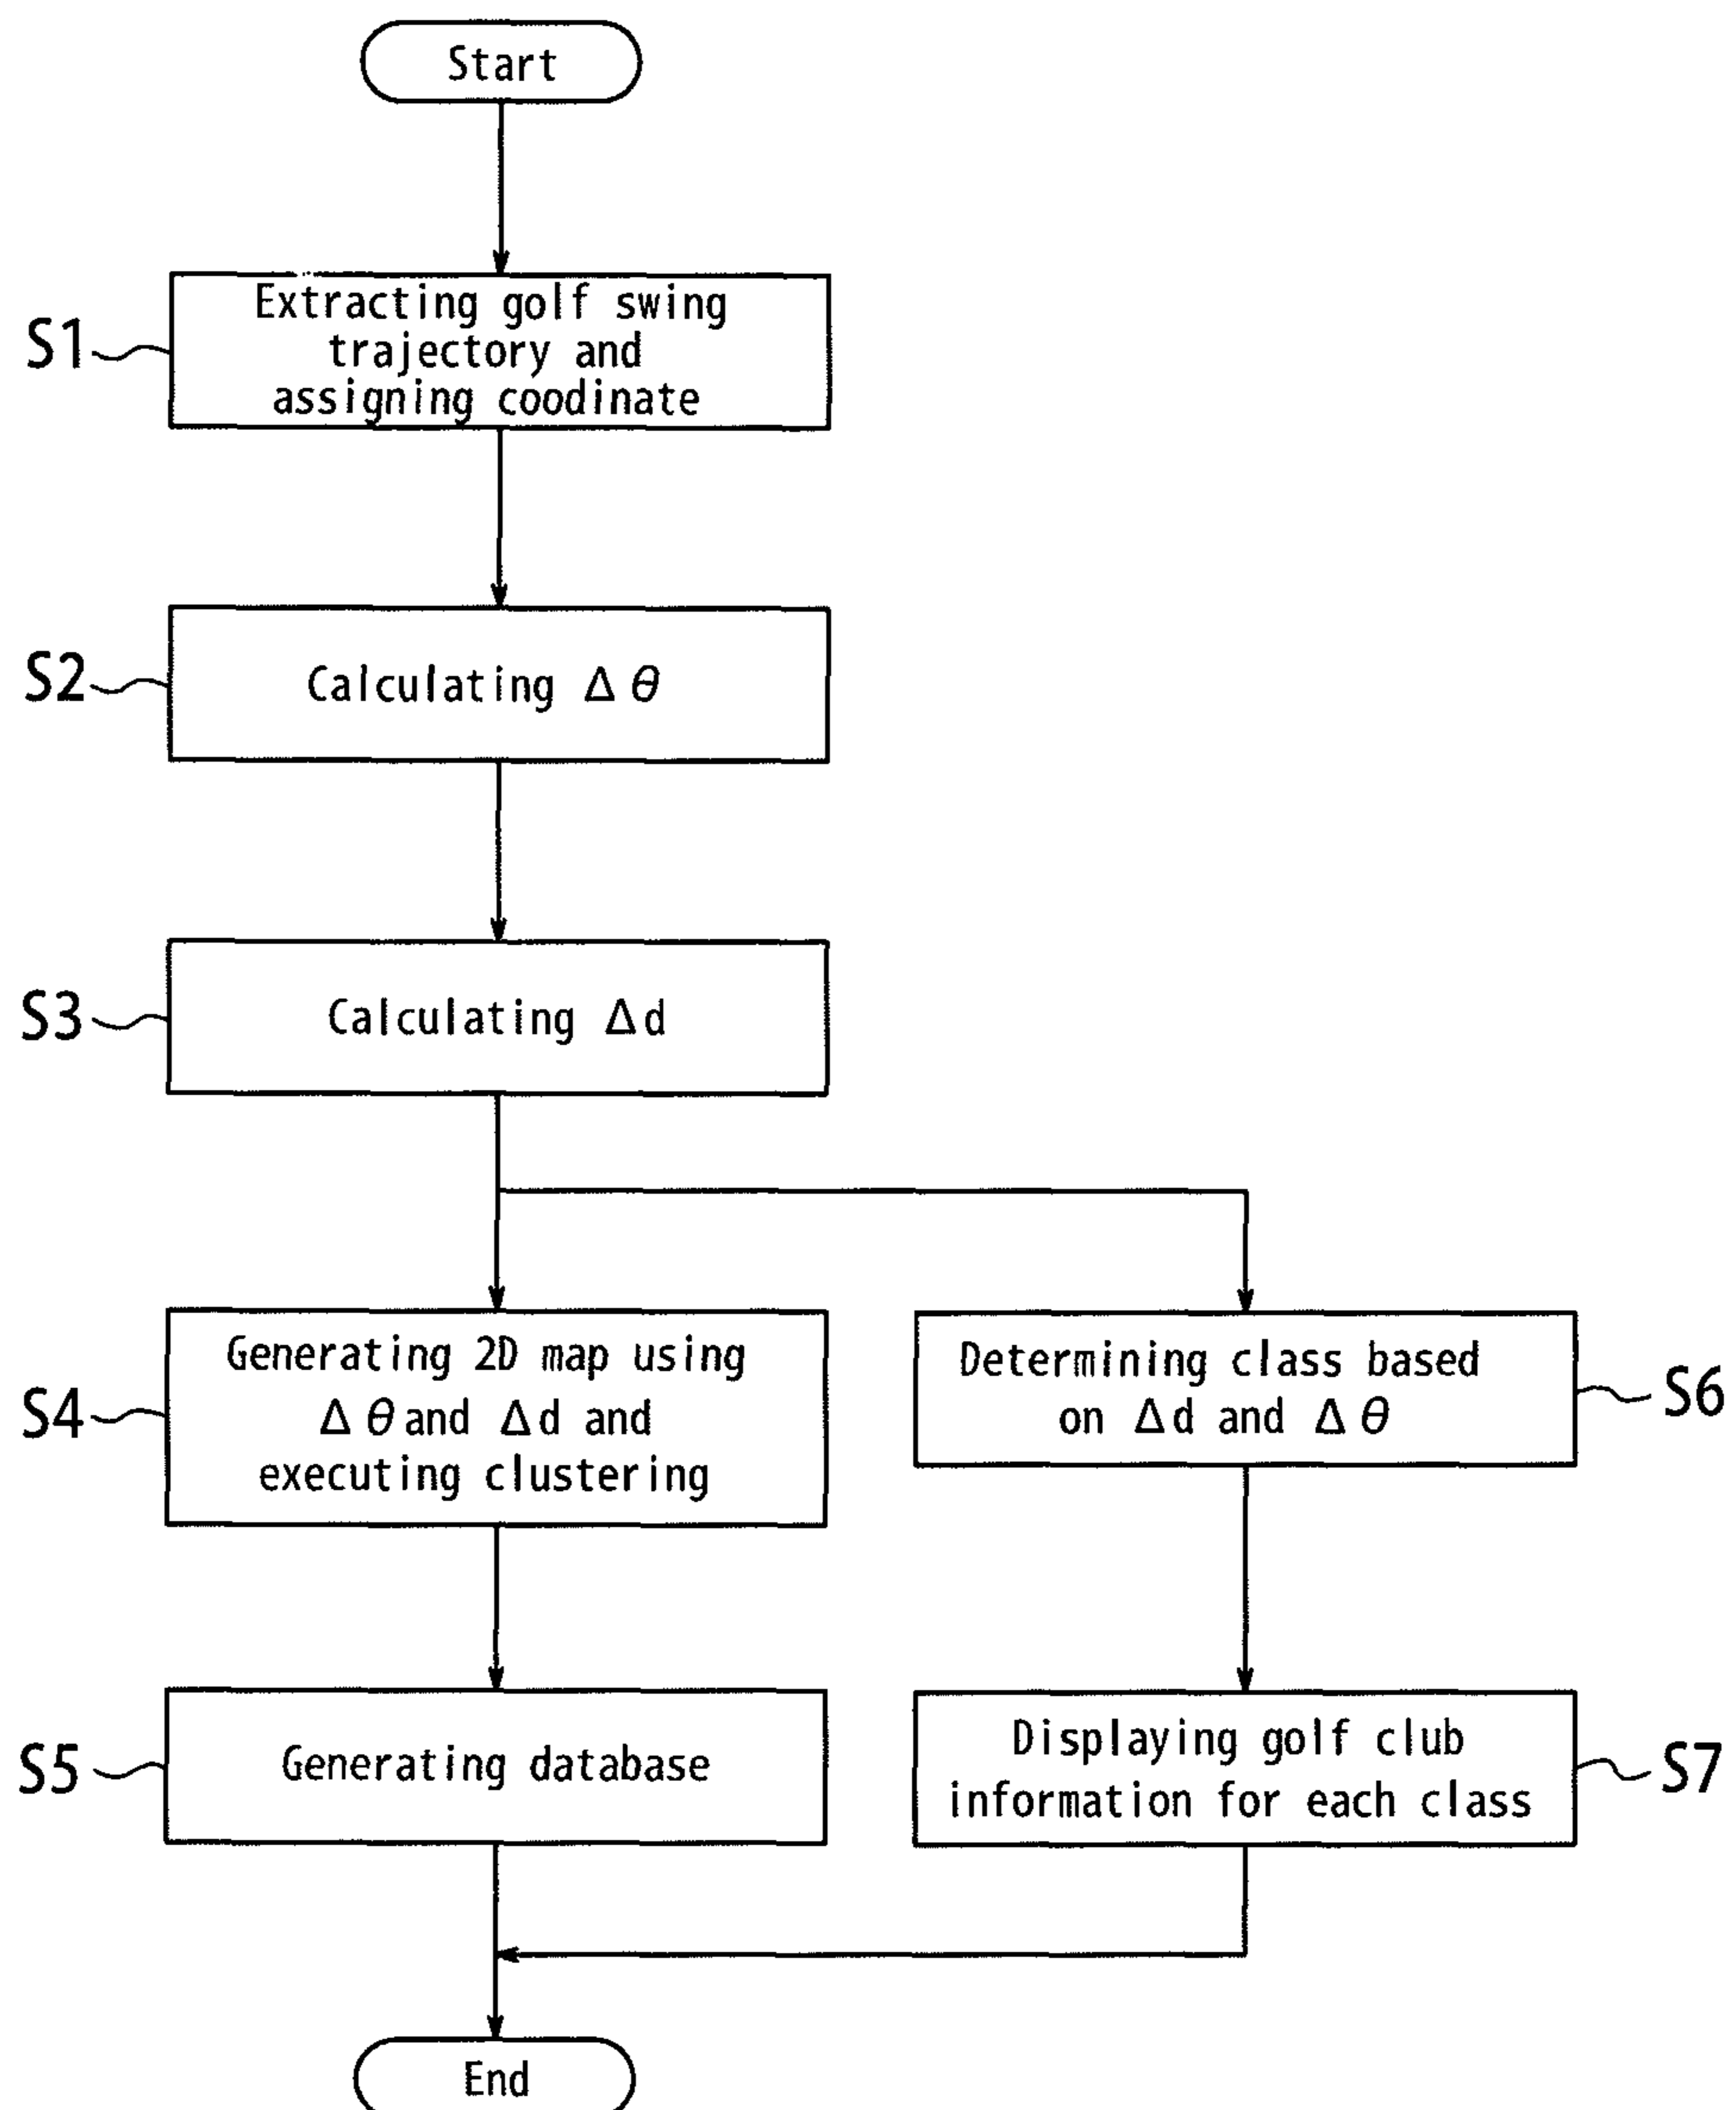 Start
S1
Extracting golf swing
trajectory and
assigning coodinate
S2
Calculating Δθ
S3
Calculating Δd
S4
Generating 2D map using
Δθ and Δd and
executing clustering
Determining class based
on Δd and Δθ
S6
S5
Generating database
Displaying golf club
information for each class
S7
End